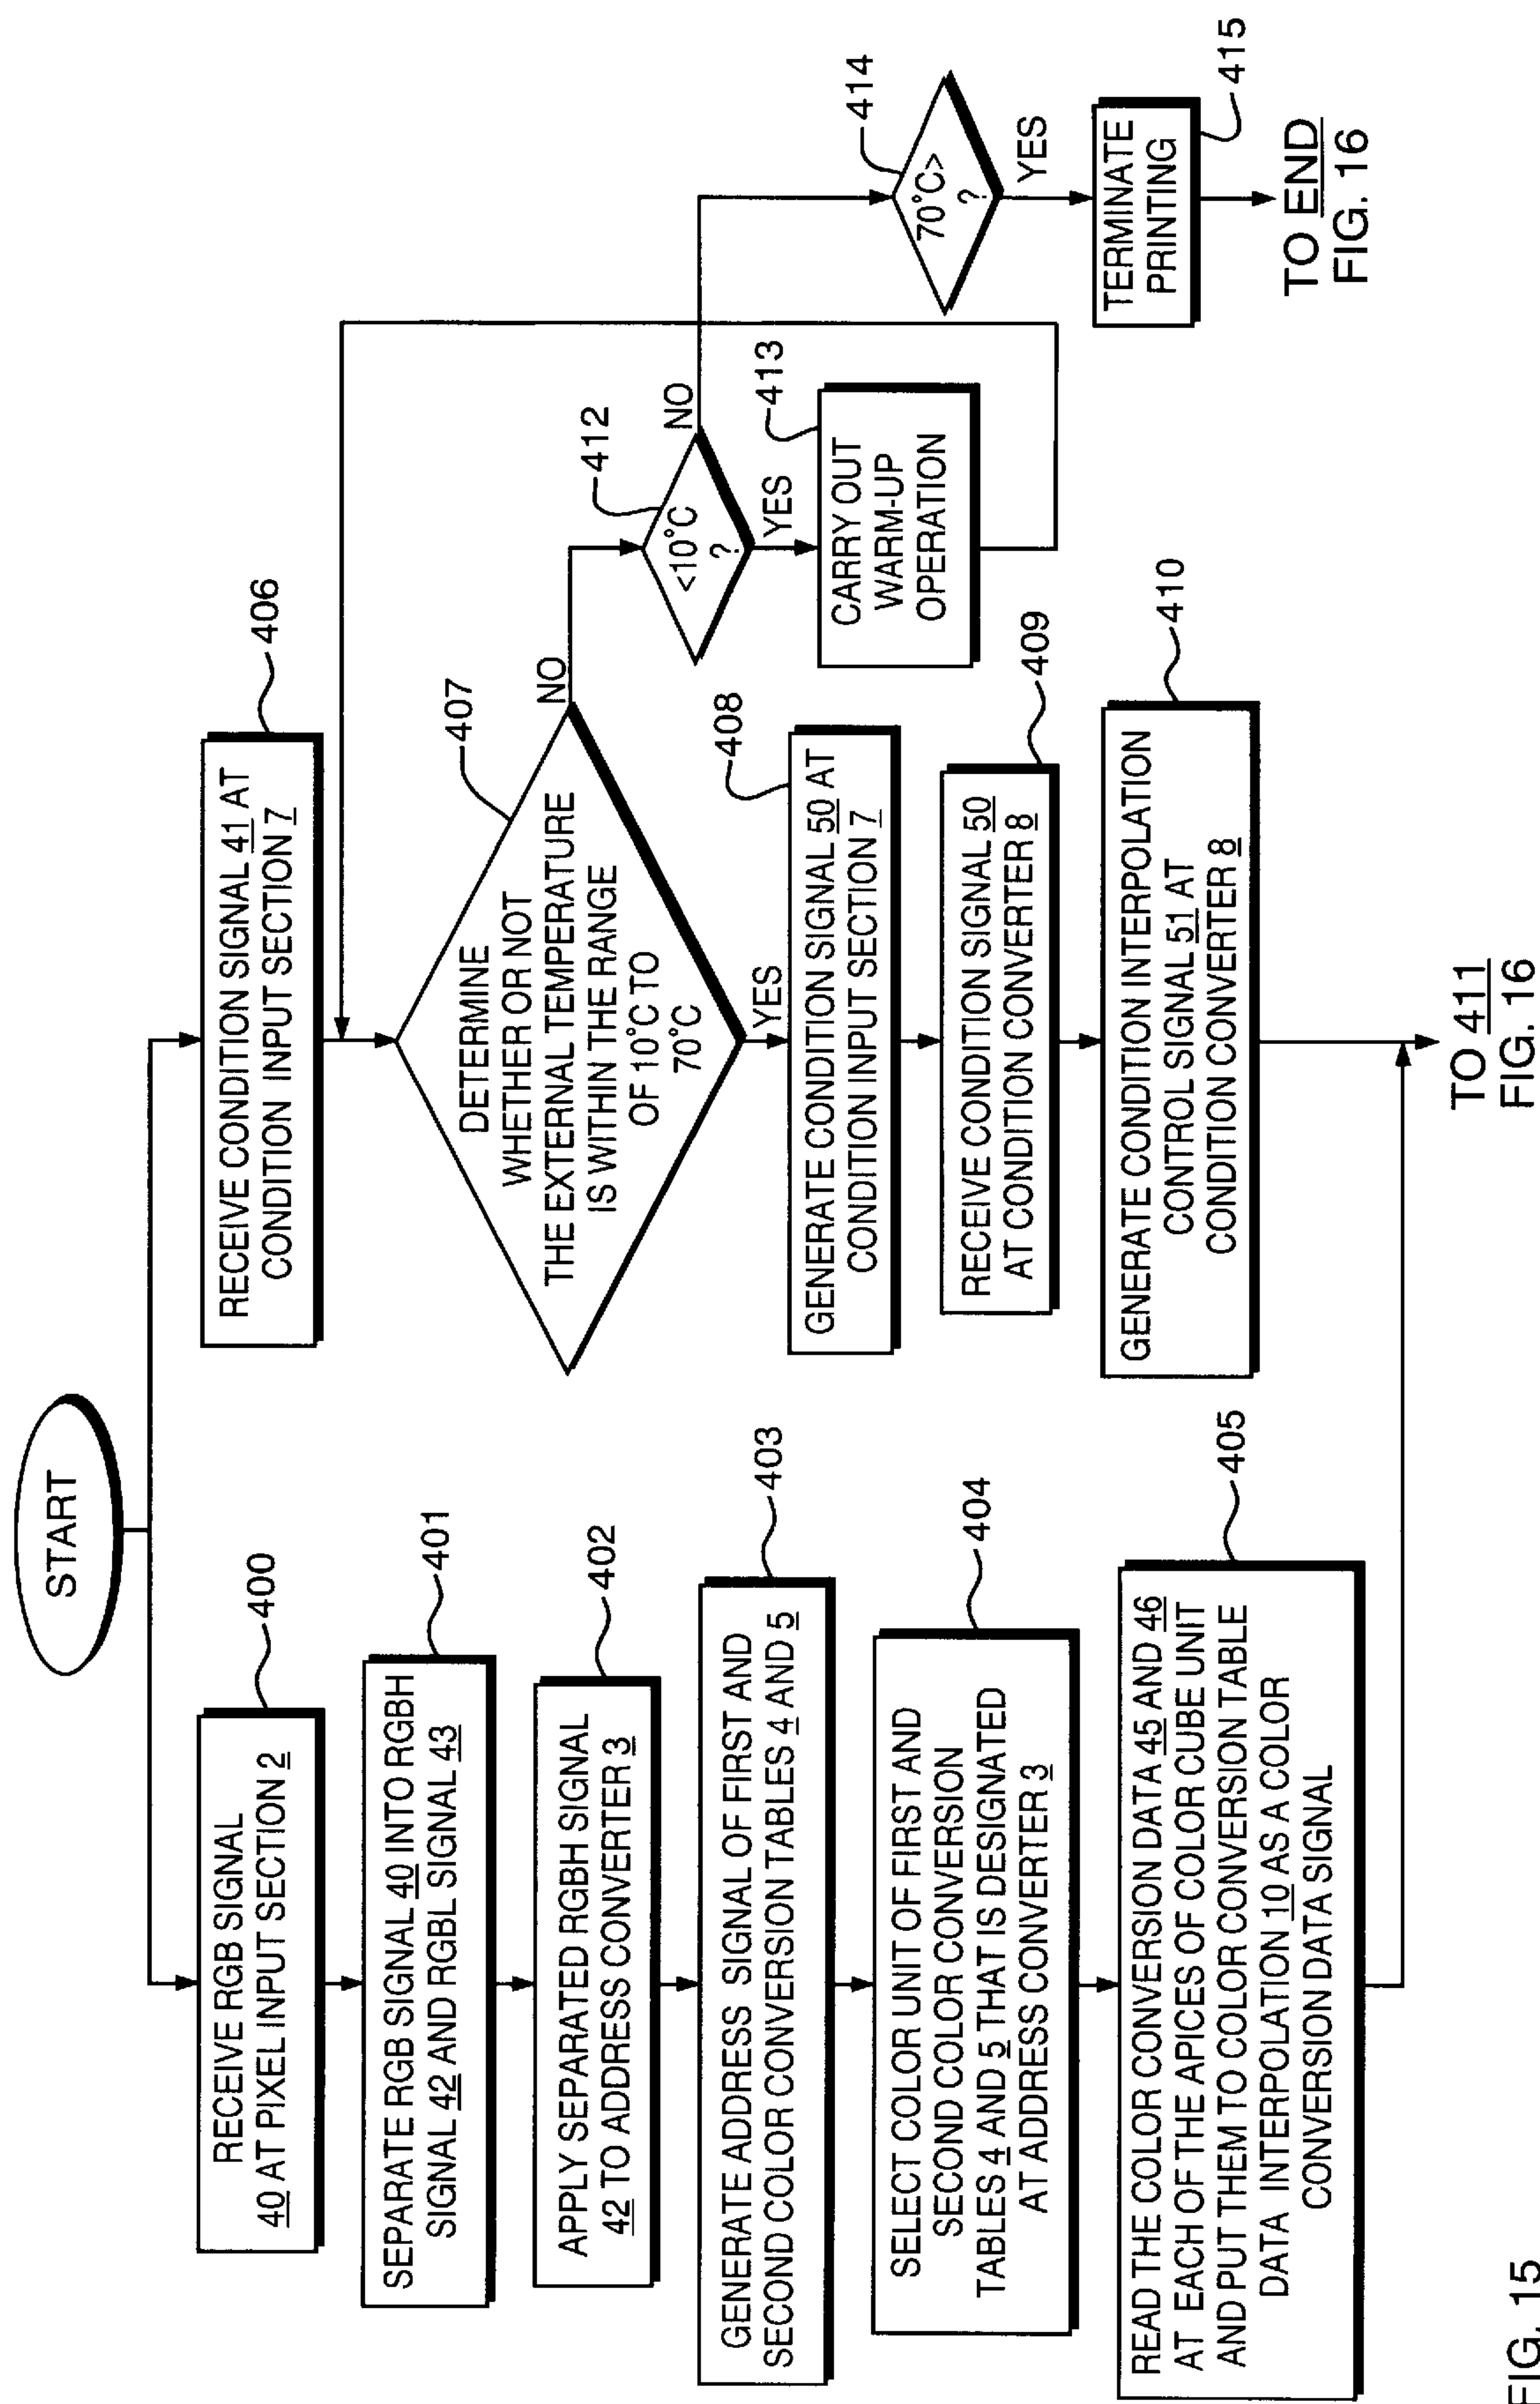 START
400
RECEIVE RGB SIGNAL
40 AT PIXEL INPUT SECTION 2
401
SEPARATE RGB SIGNAL 40 INTO RGBH
SIGNAL 42 AND RGBL SIGNAL 43
402
APPLY SEPARATED RGBH SIGNAL
42 TO ADDRESS CONVERTER 3
403
GENERATE ADDRESS SIGNAL OF FIRST AND
SECOND COLOR CONVERSION TABLES 4 AND 5
404
SELECT COLOR UNIT OF FIRST AND
SECOND COLOR CONVERSION
TABLES 4 AND 5 THAT IS DESIGNATED
AT ADDRESS CONVERTER 3
405
READ THE COLOR CONVERSION DATA 45 AND 46
AT EACH OF THE APICES OF COLOR CUBE UNIT
AND PUT THEM TO COLOR CONVERSION TABLE
DATA INTERPOLATION 10 AS A COLOR
CONVERSION DATA SIGNAL
406
RECEIVE CONDITION SIGNAL 41 AT
CONDITION INPUT SECTION 7
407
DETERMINE
WHETHER OR NOT
THE EXTERNAL TEMPERATURE
IS WITHIN THE RANGE
OF 10°C TO
70°C
NO
YES
408
GENERATE CONDITION SIGNAL 50 AT
CONDITION INPUT SECTION 7
409
RECEIVE CONDITION SIGNAL 50
AT CONDITION CONVERTER 8
410
GENERATE CONDITION INTERPOLATION
CONTROL SIGNAL 51 AT
CONDITION CONVERTER 8
TO 411
FIG. 16
412
<10°C
?
NO
YES
413
CARRY OUT
WARM-UP
OPERATION
414
70°C>
?
YES
415
TERMINATE
PRINTING
TO END
FIG. 16
FIG. 15